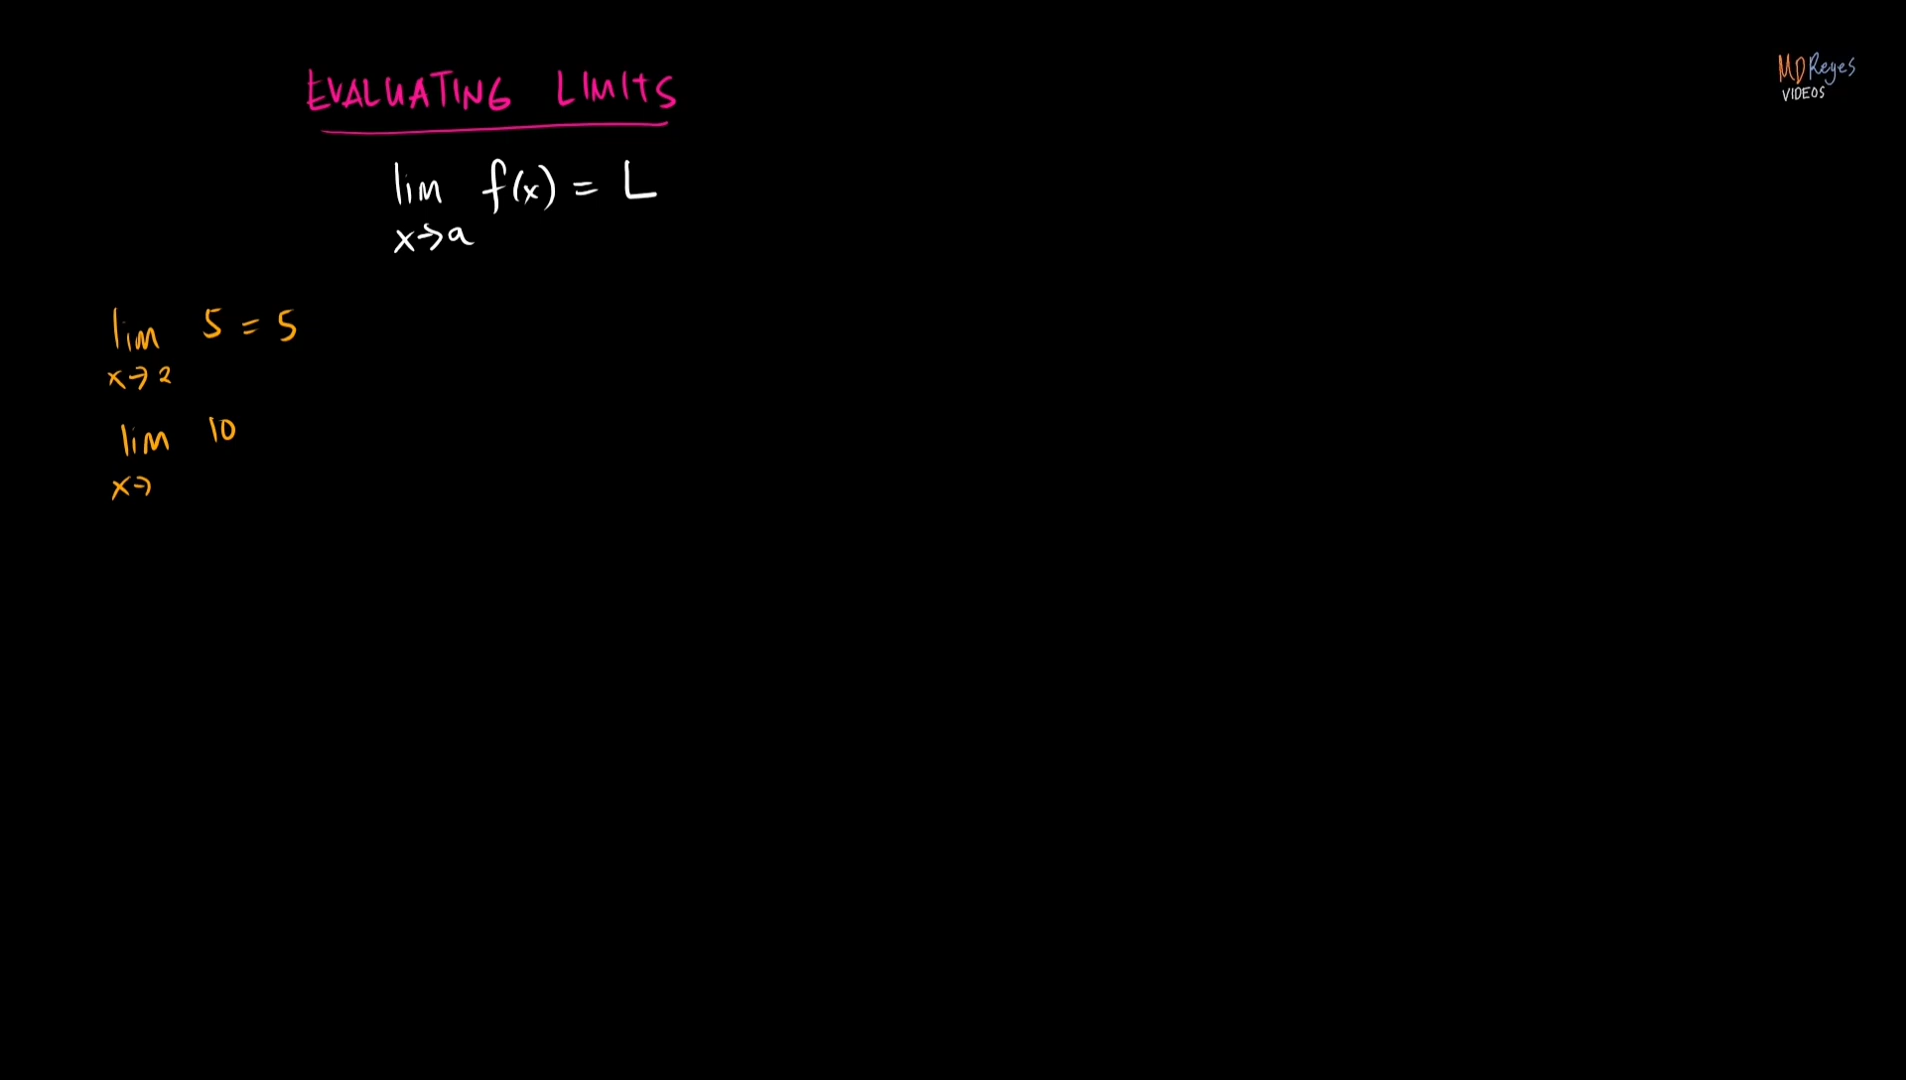 EVALUATING LIMITS
MDReyes
VIDEOS
lim f(x) = L
x→a
lim 5 = 5
x→2
lim 10
x→